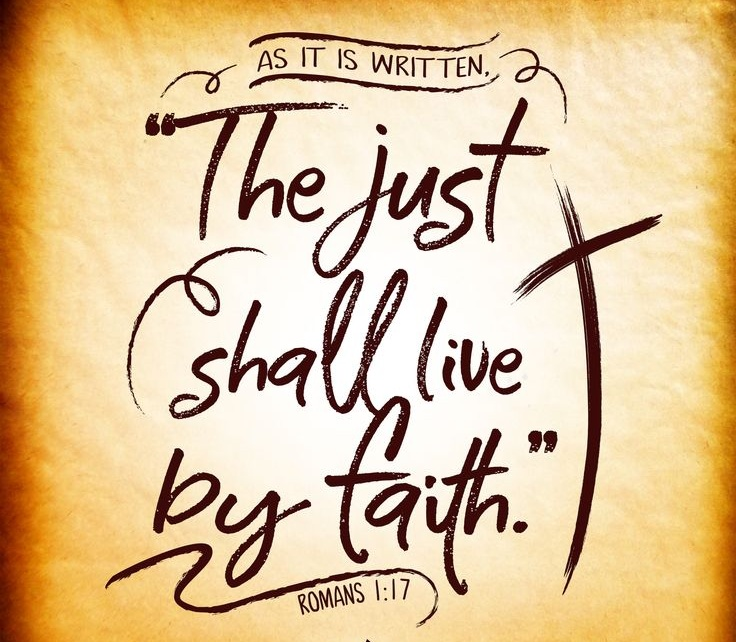 AS IT IS WRITTEN,
“The just
shall live
by faith.”
ROMANS 1:17